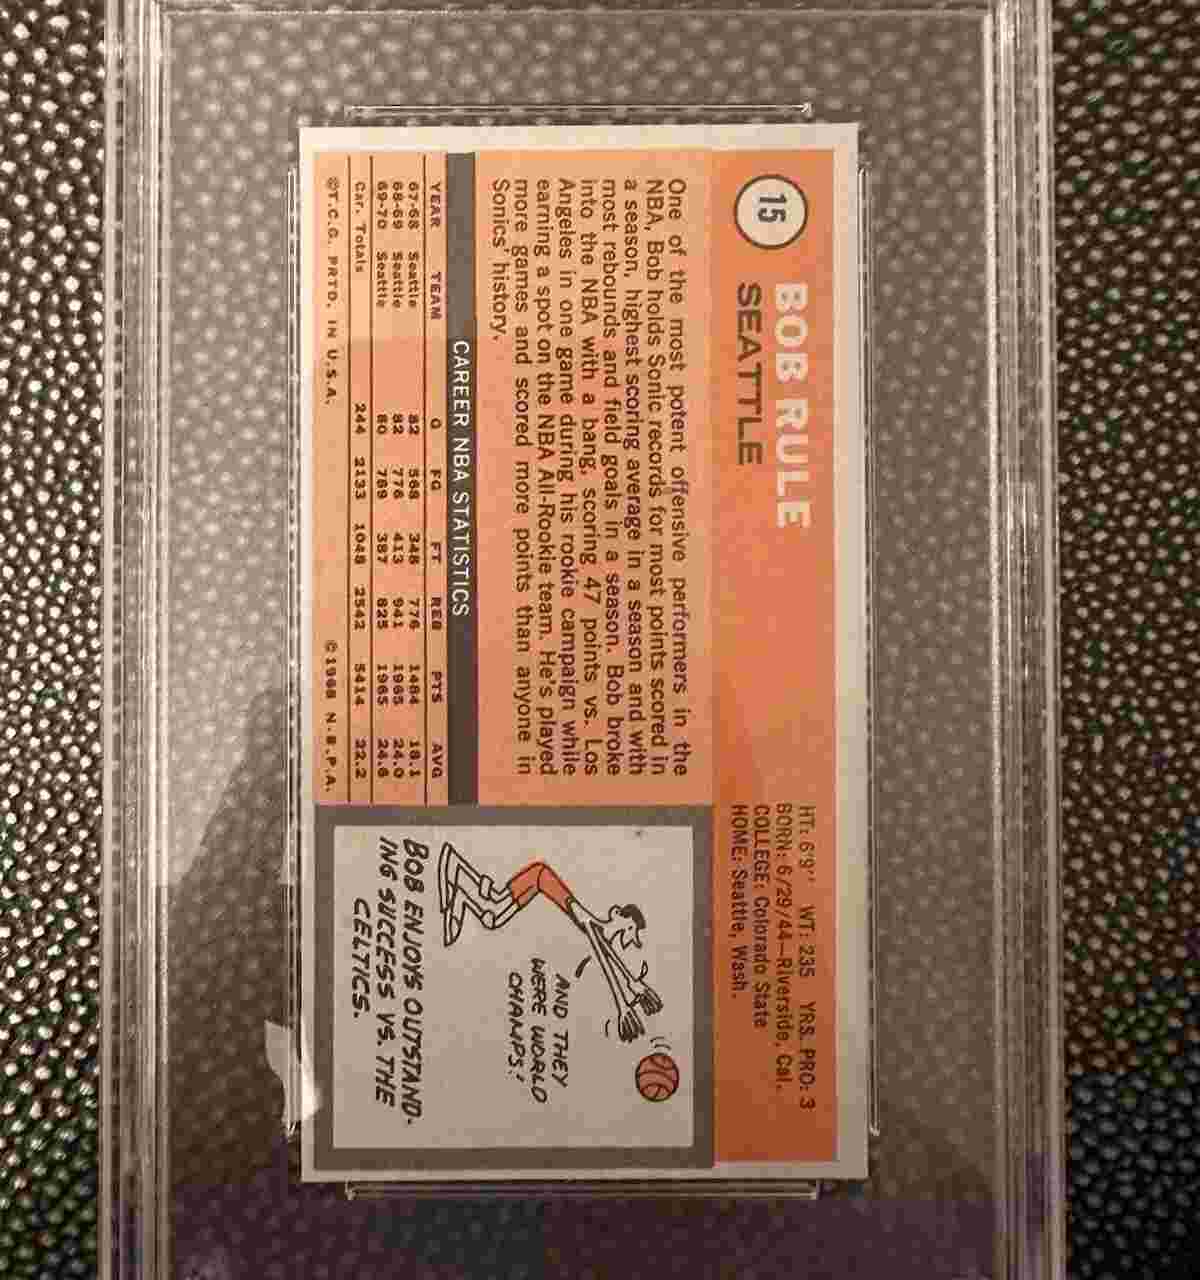 15
BOB RULE
SEATTLE
HT: 6'9'' WT: 235 YRS. PRO: 3
BORN: 6/29/44—Riverside, Cal.
COLLEGE: Colorado State
HOME: Seattle, Wash.
One of the most potent offensive performers in the
NBA, Bob holds Sonic records for most points scored in
a season, highest scoring average in a season and with
most rebounds and field goals in a season. Bob broke
into the NBA with a bang, scoring 47 points vs. Los
Angeles in one game during his rookie campaign while
earning a spot on the NBA All-Rookie team. He's played
more games and scored more points than anyone in
Sonics' history.
CAREER NBA STATISTICS
YEAR TEAM G FG FT REB PTS AVG
67-68 Seattle 82 568 348 776 1484 18.1
68-69 Seattle 82 776 413 941 1965 24.0
69-70 Seattle 80 789 387 825 1965 24.6
Car. Totals 244 2133 1048 2542 5414 22.2
©T.C.G. PRTD. IN U.S.A. ©1968 N.B.P.A.
AND THEY
WERE WORLD
CHAMPS!
BOB ENJOYS OUTSTAND-
ING SUCCESS VS. THE
CELTICS.